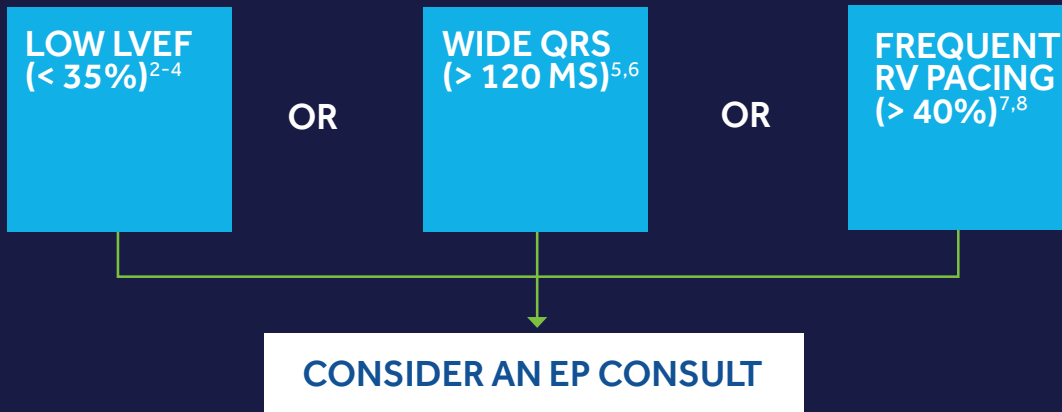 LOW LVEF
(< 35%)2-4
OR
WIDE QRS
(> 120 MS)5,6
OR
FREQUENT
RV PACING
(> 40%)7,8
CONSIDER AN EP CONSULT